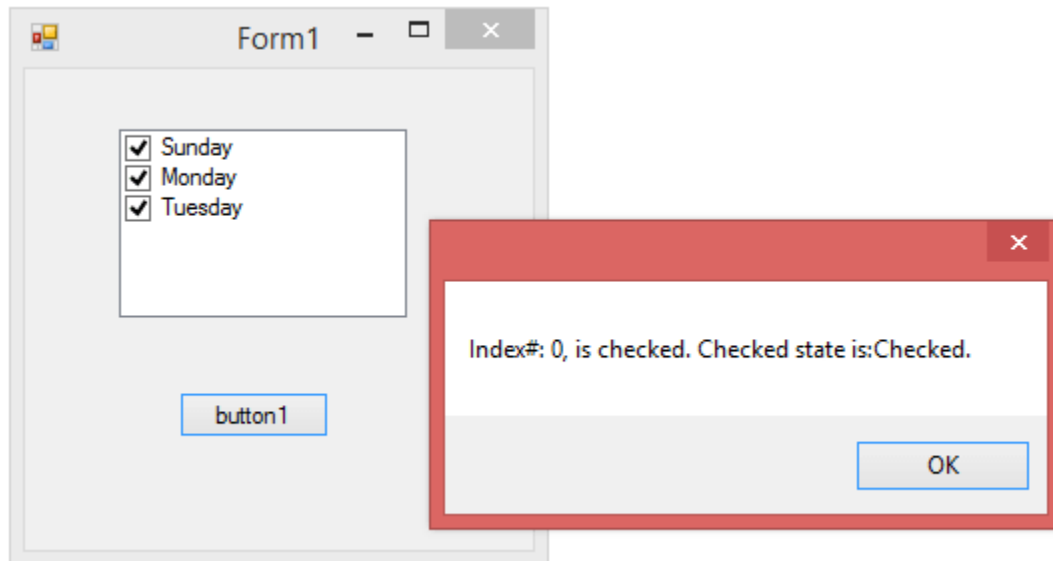 Form1
Sunday
Monday
Tuesday
button1
Index#: 0, is checked. Checked state is:Checked.
OK